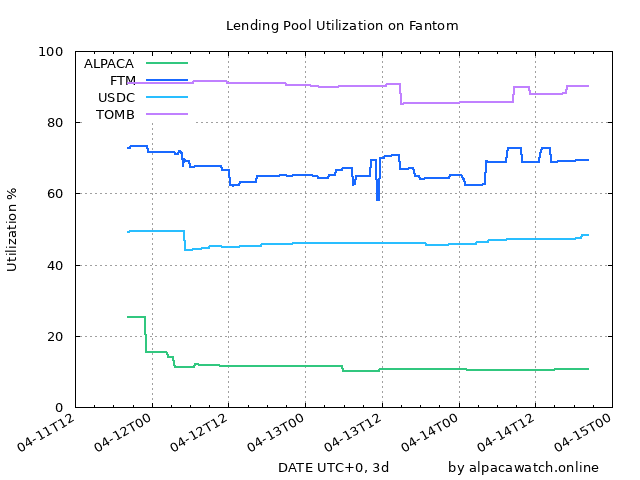 Lending Pool Utilization on Fantom
100
80
60
40
20
0
Utilization %
ALPACA
FTM
USDC
TOMB
04-11T12
04-12T00
04-12T12
04-13T00
04-13T12
04-14T00
04-14T12
04-15T00
DATE UTC+0, 3d
by alpacawatch.online